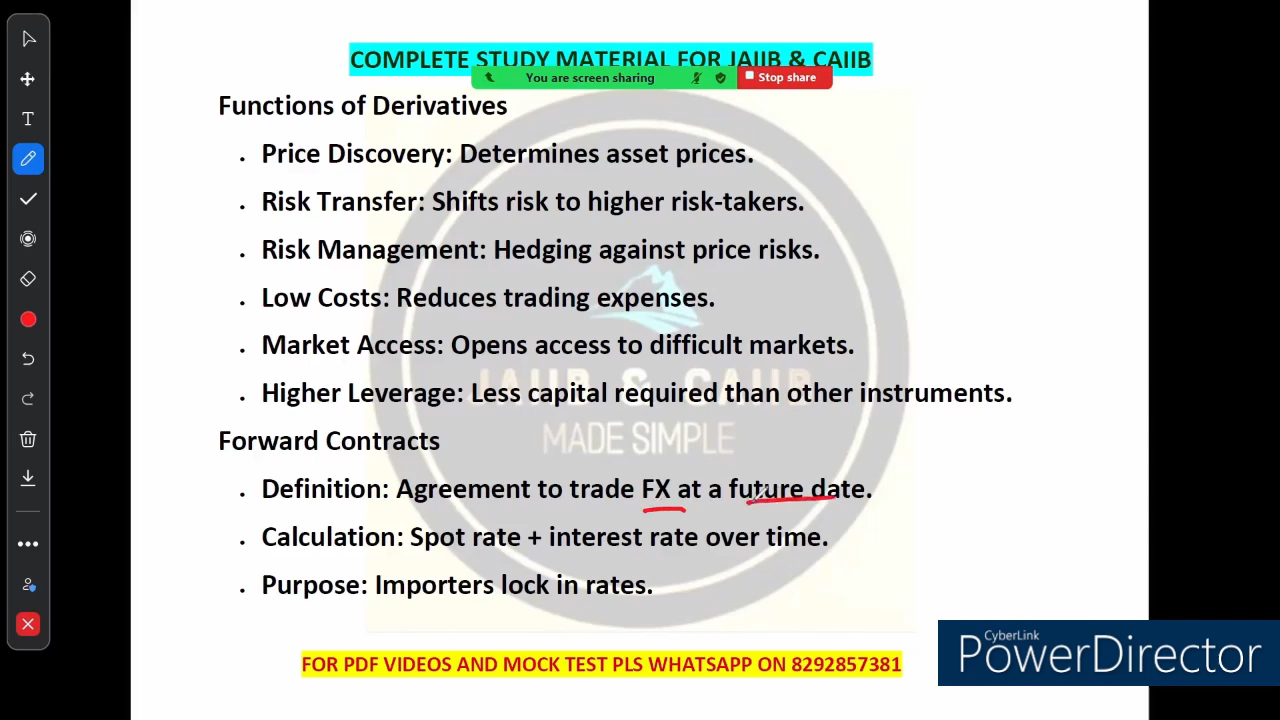 COMPLETE STUDY MATERIAL FOR JAIIB & CAIIB
You are screen sharing
Stop share
Functions of Derivatives
• Price Discovery: Determines asset prices.
• Risk Transfer: Shifts risk to higher risk-takers.
• Risk Management: Hedging against price risks.
• Low Costs: Reduces trading expenses.
• Market Access: Opens access to difficult markets.
• Higher Leverage: Less capital required than other instruments.
JAIIB & CAIIB
MADE SIMPLE
Forward Contracts
• Definition: Agreement to trade FX at a future date.
• Calculation: Spot rate + interest rate over time.
• Purpose: Importers lock in rates.
FOR PDF VIDEOS AND MOCK TEST PLS WHATSAPP ON 8292857381
CyberLink
PowerDirector